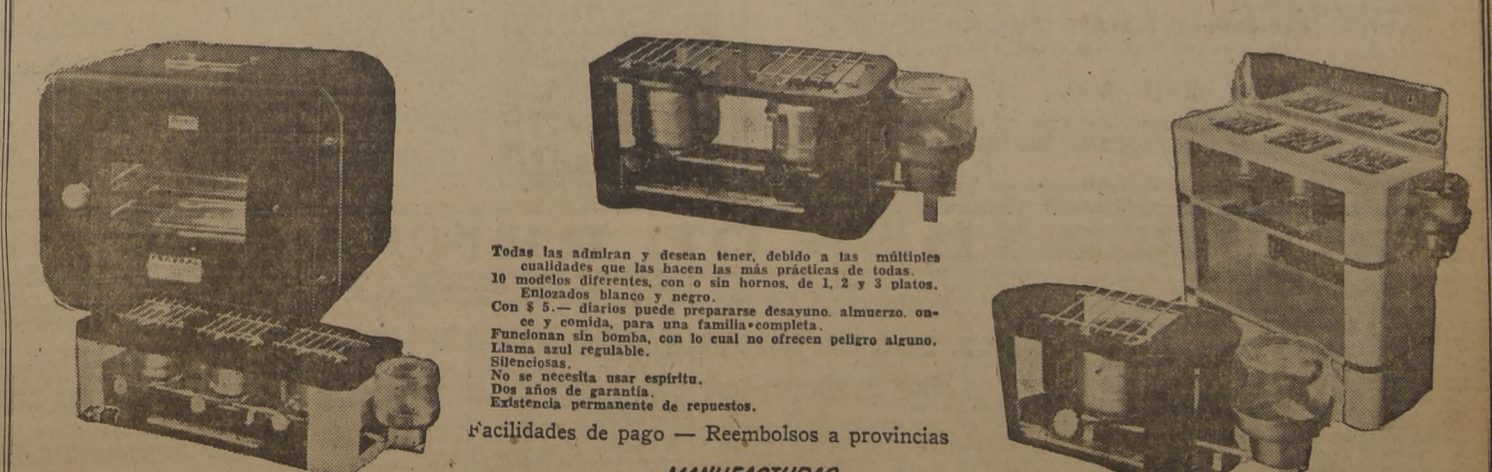 Todas las admiran y desean tener, debido a las múltiples
cualidades que las hacen las más prácticas de todas.
10 modelos diferentes, con o sin hornos, de 1, 2 y 3 platos.
Enlozados blanco y negro.
Con $ 5.— diarios puede prepararse desayuno. almuerzo. on-
ce y comida, para una familia completa.
Funcionan sin bomba, con lo cual no ofrecen peligro alguno.
Llama azul regulable.
Silenciosas.
No se necesita usar espíritu.
Dos años de garantía.
Existencia permanente de repuestos.
Facilidades de pago — Reembolsos a provincias
MANUFACTURAS